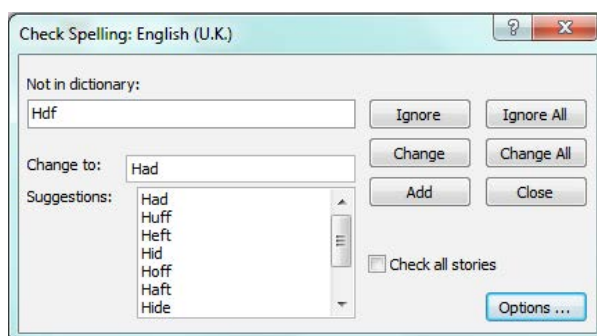 Check Spelling: English (U.K.)
Not in dictionary:
Hdf
Ignore
Ignore All
Change to:
Had
Change
Change All
Suggestions:
Had
Huff
Heft
Hid
Hoff
Haft
Hide
Add
Close
Check all stories
Options ...